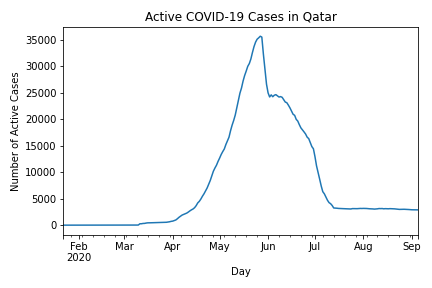 Active COVID-19 Cases in Qatar
Number of Active Cases
35000
30000
25000
20000
15000
10000
5000
0
Feb Mar Apr May Jun Jul Aug Sep
2020
Day